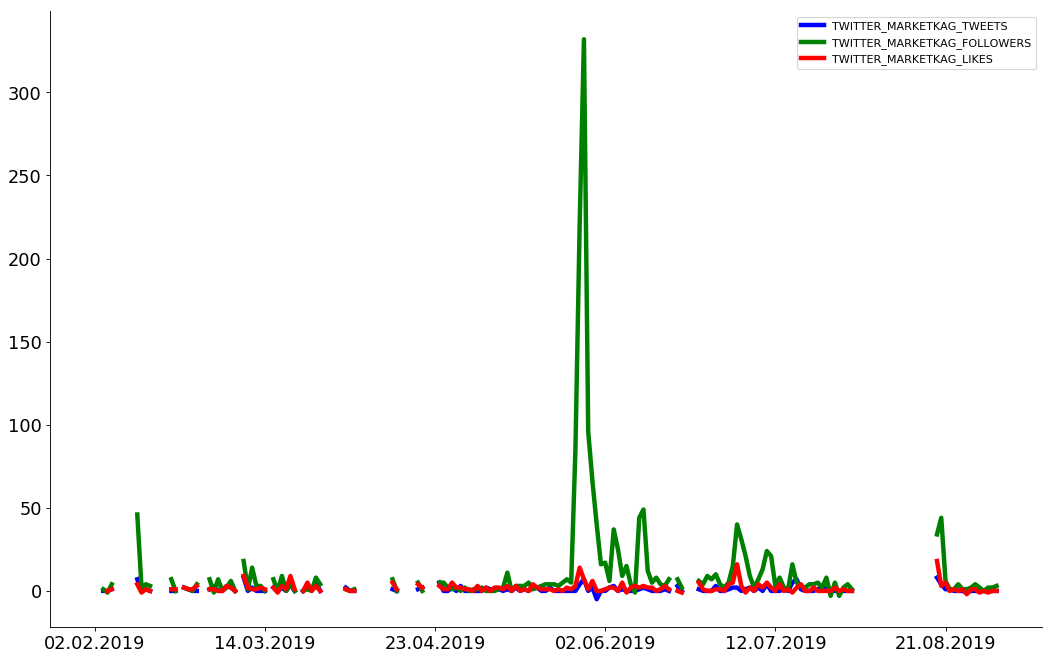 TWITTER_MARKETKAG_TWEETS
TWITTER_MARKETKAG_FOLLOWERS
TWITTER_MARKETKAG_LIKES
300
250
200
150
100
50
0
02.02.2019 14.03.2019 23.04.2019 02.06.2019 12.07.2019 21.08.2019